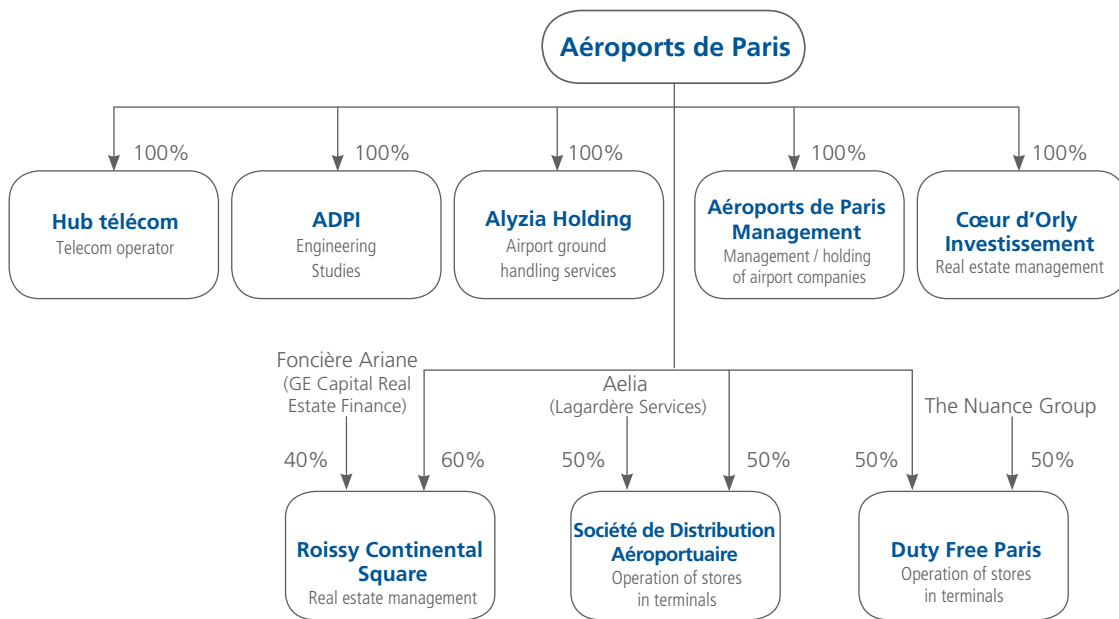 Aéroports de Paris
100%
100%
100%
100%
100%
Hub télécom
Telecom operator
ADPI
Engineering
Studies
Alyzia Holding
Airport ground
handling services
Aéroports de Paris
Management
Management / holding
of airport companies
Cœur d’Orly
Investissement
Real estate management
Foncière Ariane
(GE Capital Real
Estate Finance)
Aelia
(Lagardère Services)
The Nuance Group
40%
60%
50%
50%
50%
50%
Roissy Continental
Square
Real estate management
Société de Distribution
Aéroportuaire
Operation of stores
in terminals
Duty Free Paris
Operation of stores
in terminals